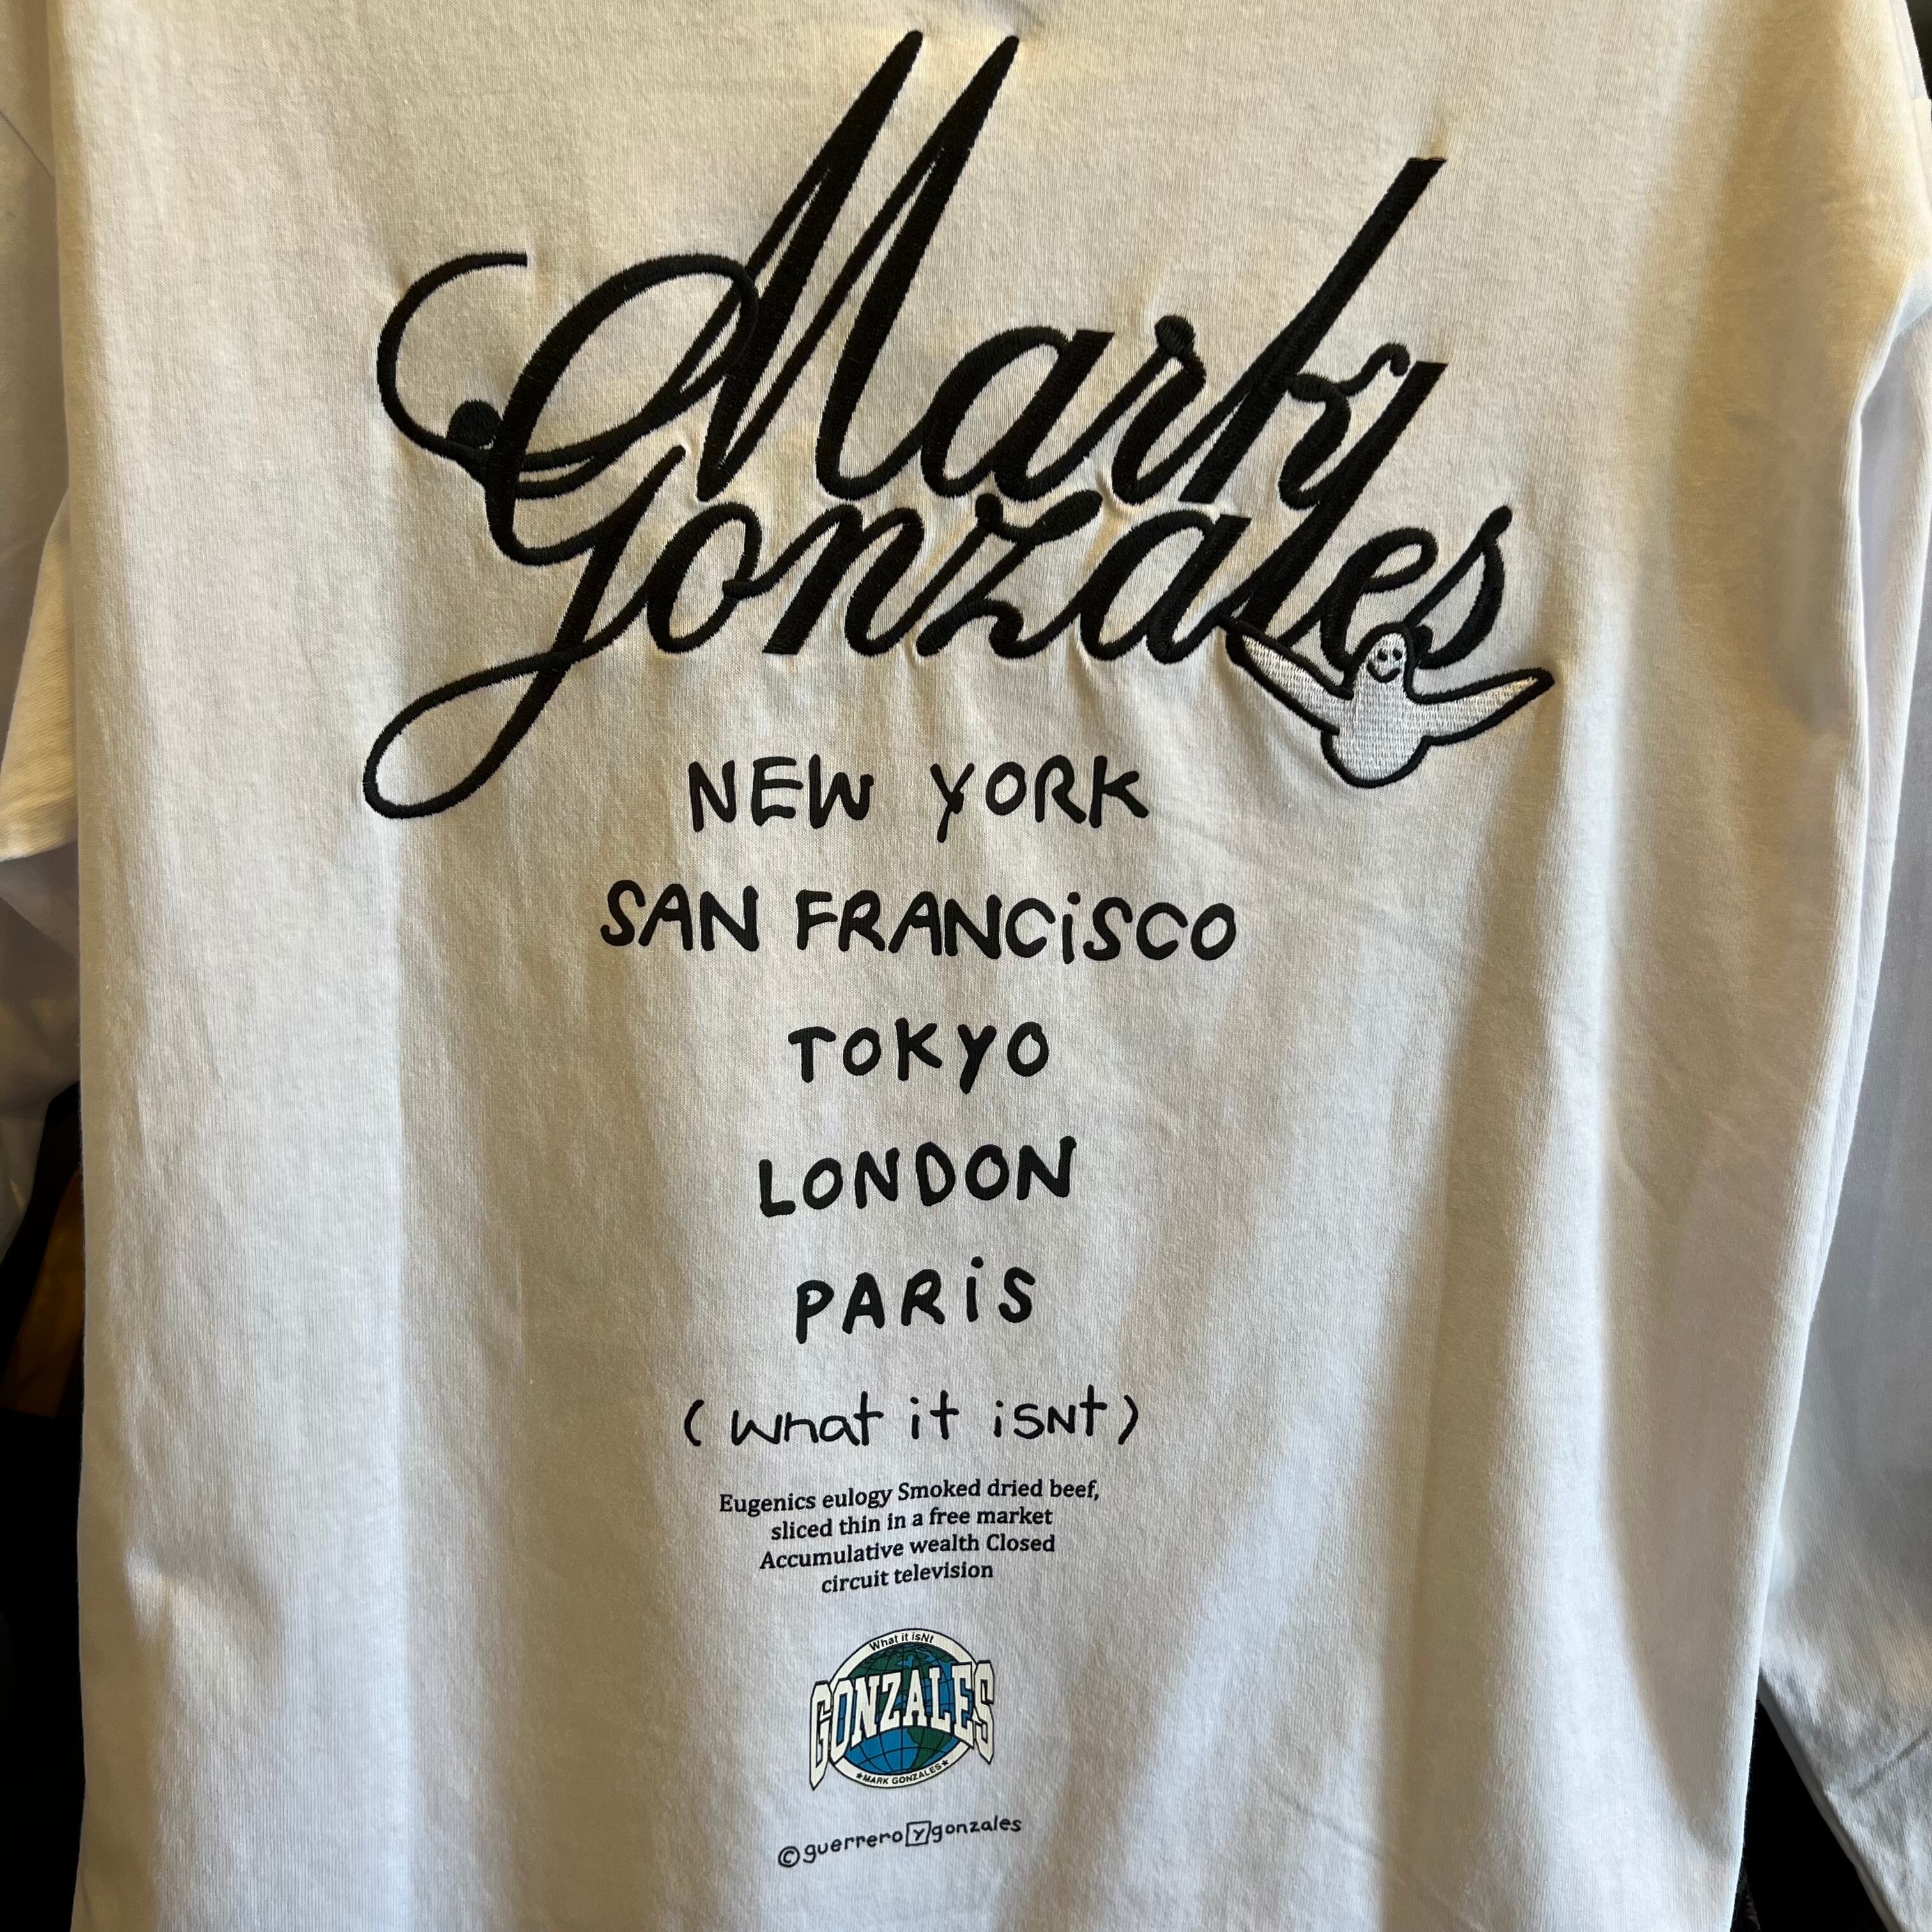 Mark
Gonzales
NEW YORK
SAN FRANCiSCO
TOKYO
LONDON
PARiS
(What it iSNt)
Eugenics eulogy Smoked dried beef,
sliced thin in a free market
Accumulative wealth Closed
circuit television
What it isNt
GONZALES
★MARK GONZALES★
©guerrero y gonzales